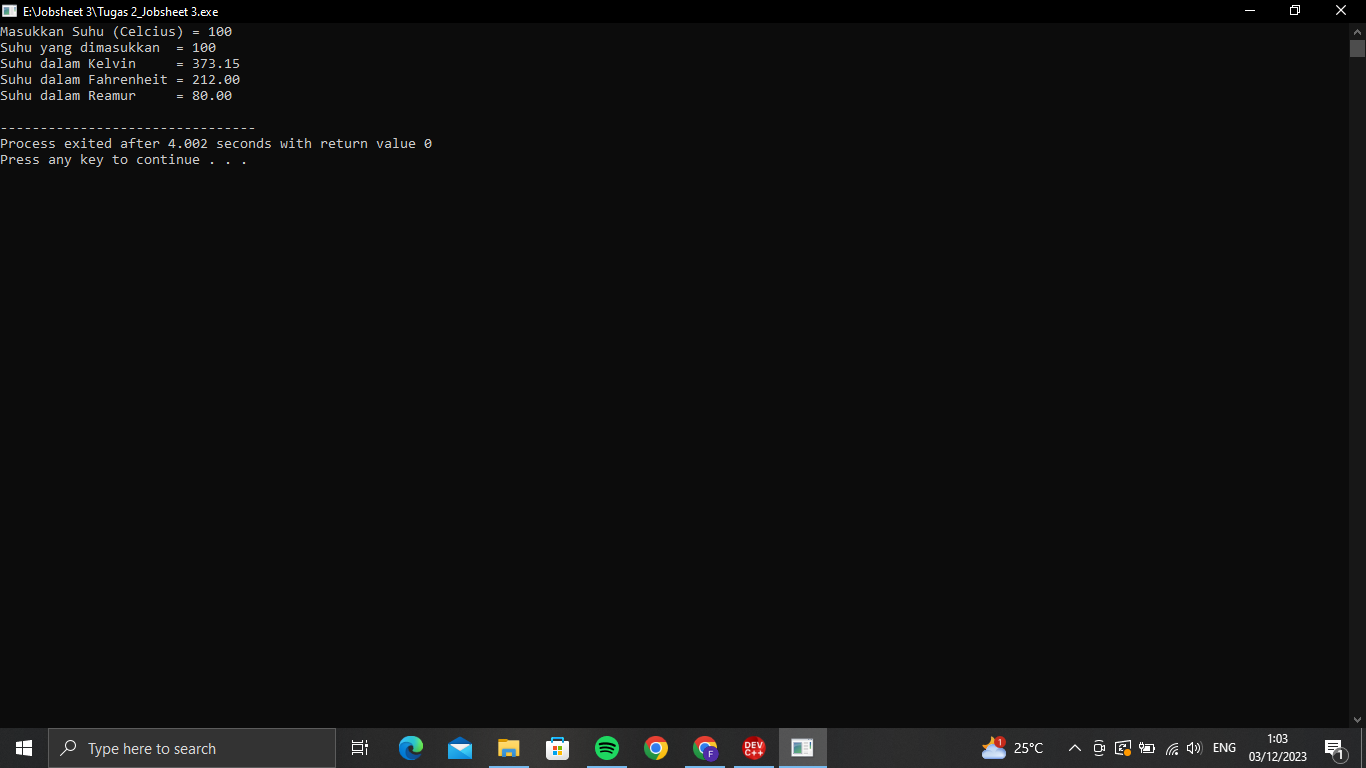 E:\Jobsheet 3\Tugas 2_Jobsheet 3.exe
Masukkan Suhu (Celcius) = 100
Suhu yang dimasukkan  = 100
Suhu dalam Kelvin     = 373.15
Suhu dalam Fahrenheit = 212.00
Suhu dalam Reamur     = 80.00
--------------------------------
Process exited after 4.002 seconds with return value 0
Press any key to continue . . .
Type here to search
F
DEV
C++
1
25°C
ENG
1:03
03/12/2023
1